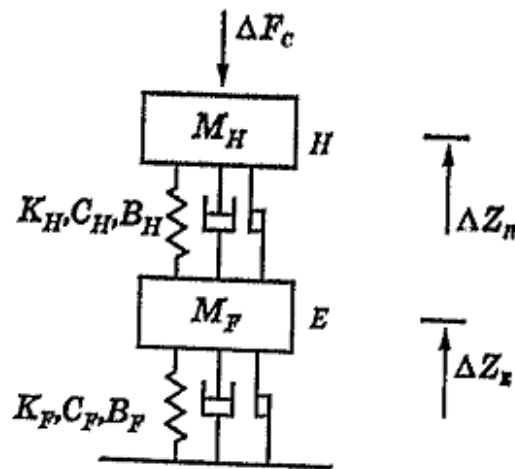 ΔF_c
M_H H
K_H,C_H,B_H
ΔZ_H
M_F E
ΔZ_E
K_F,C_F,B_F